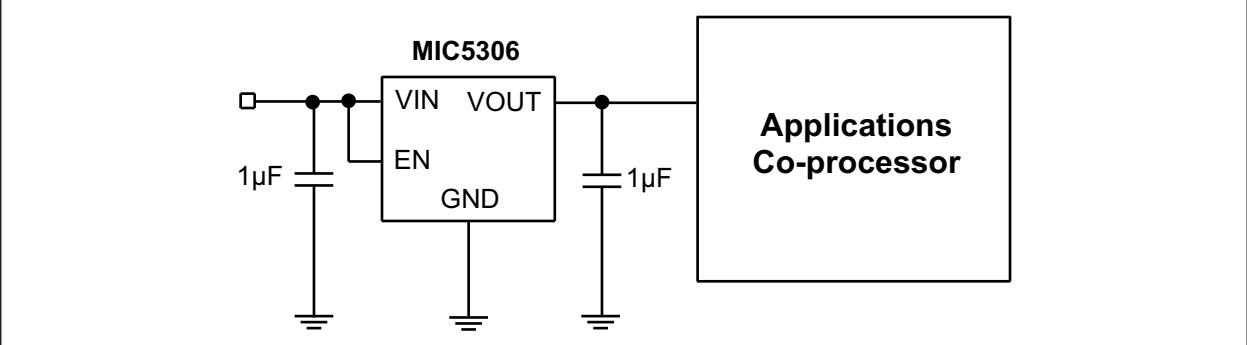 MIC5306
VIN VOUT
EN
GND
1µF
1µF
Applications
Co-processor